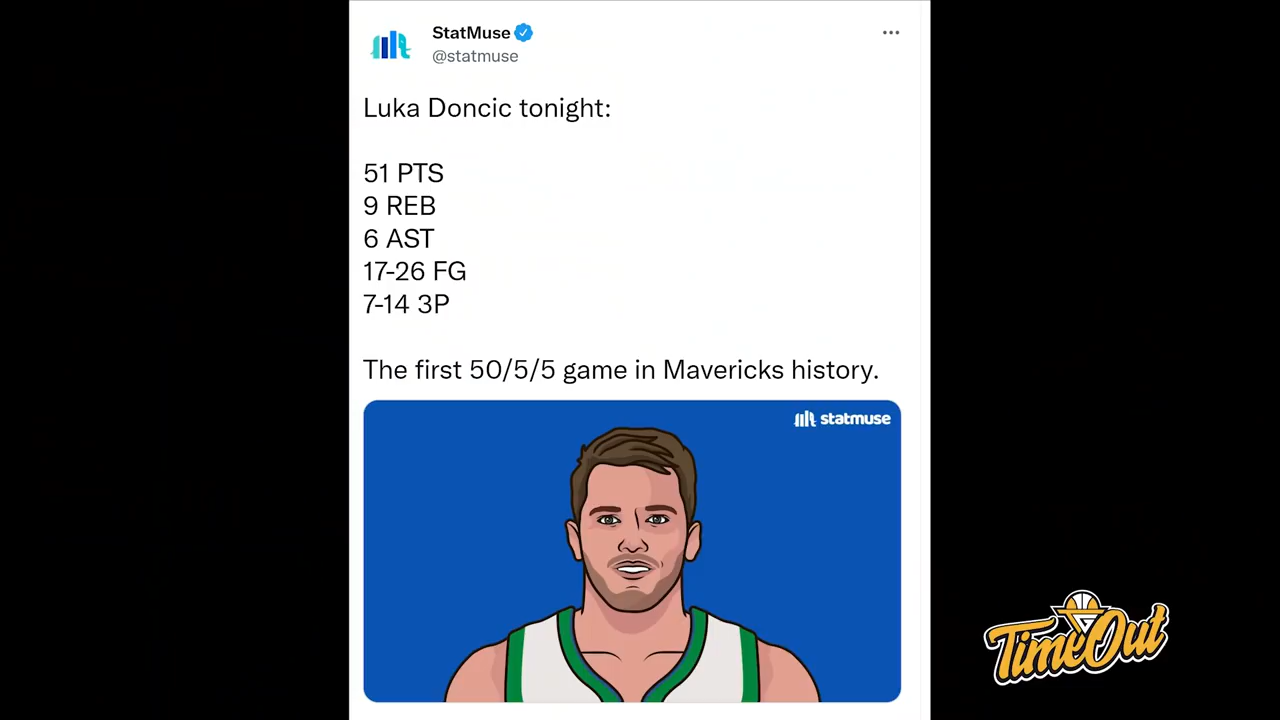 StatMuse
@statmuse
Luka Doncic tonight:
51 PTS
9 REB
6 AST
17-26 FG
7-14 3P
The first 50/5/5 game in Mavericks history.
statmuse
TimeOut